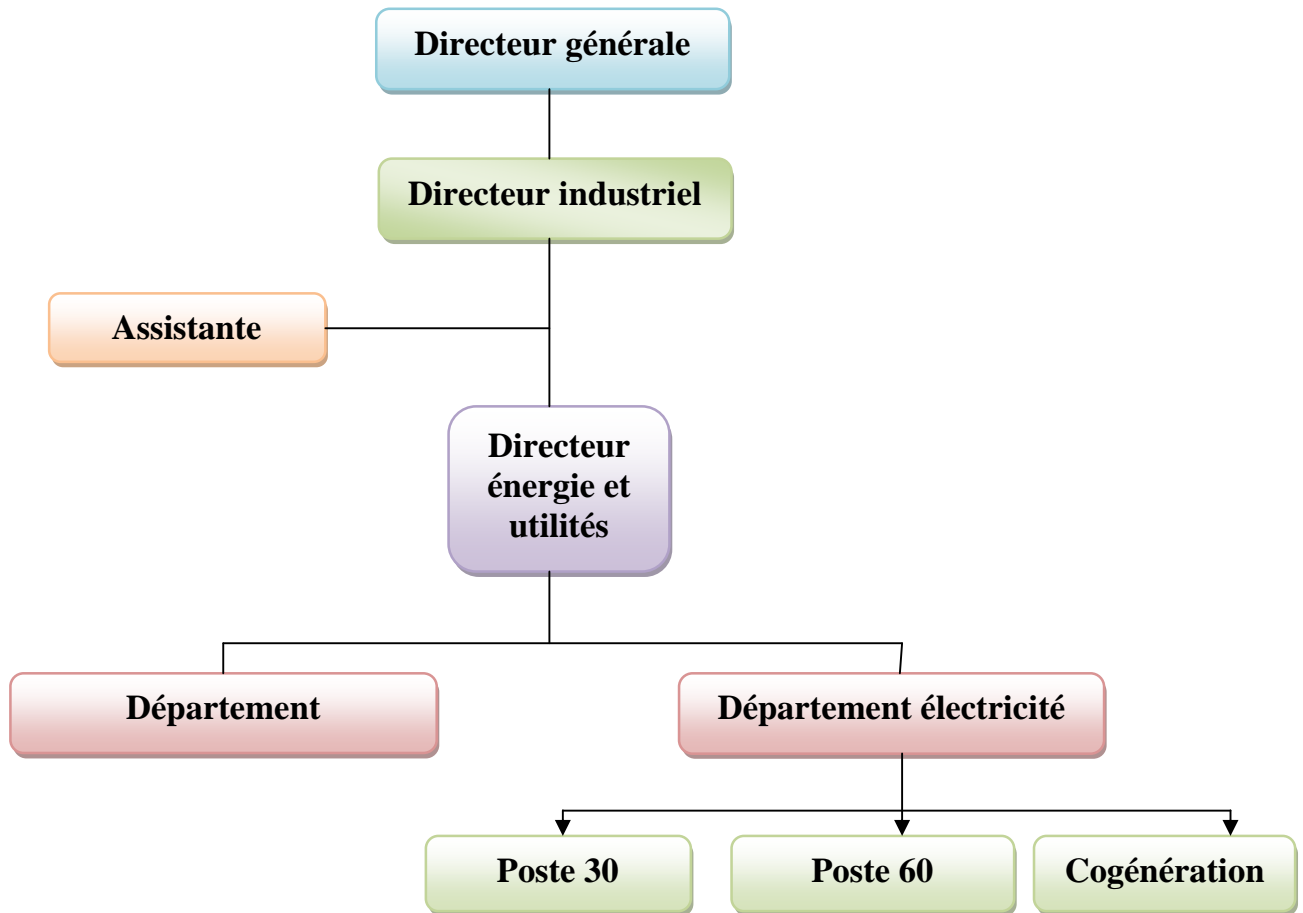 Directeur générale
Directeur industriel
Assistante
Directeur
énergie et
utilités
Département
Département électricité
Poste 30
Poste 60
Cogénération